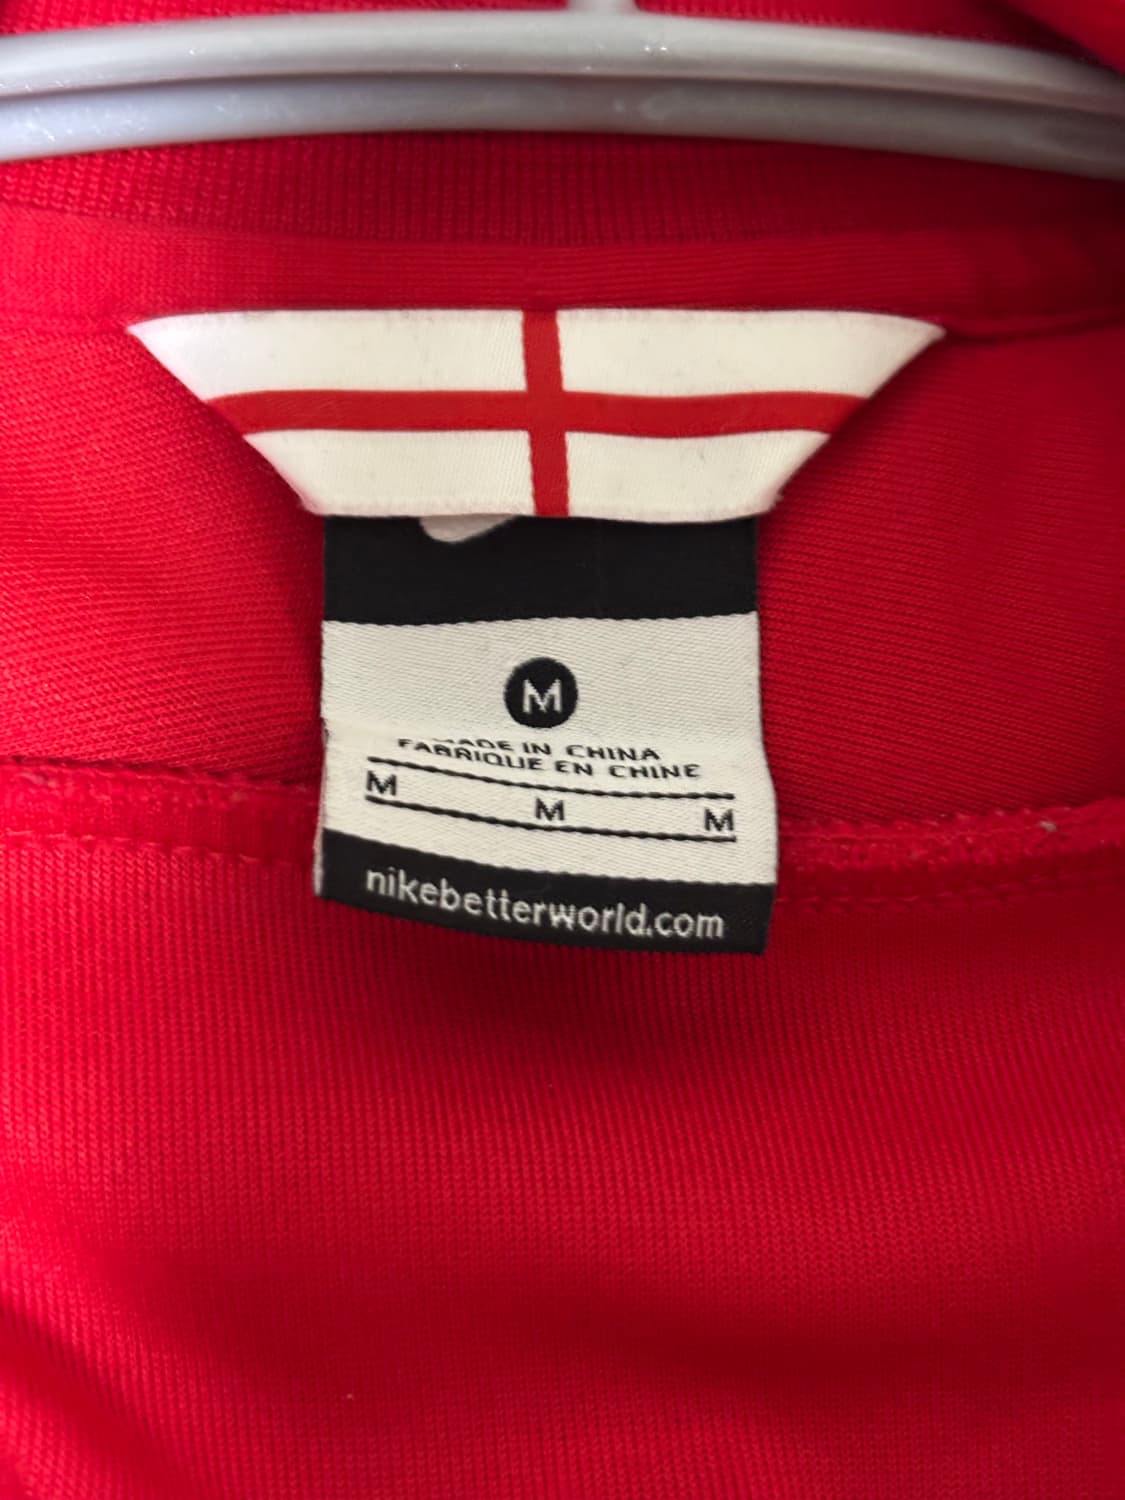 M
MADE IN CHINA
FABRIQUE EN CHINE
M M M
nikebetterworld.com